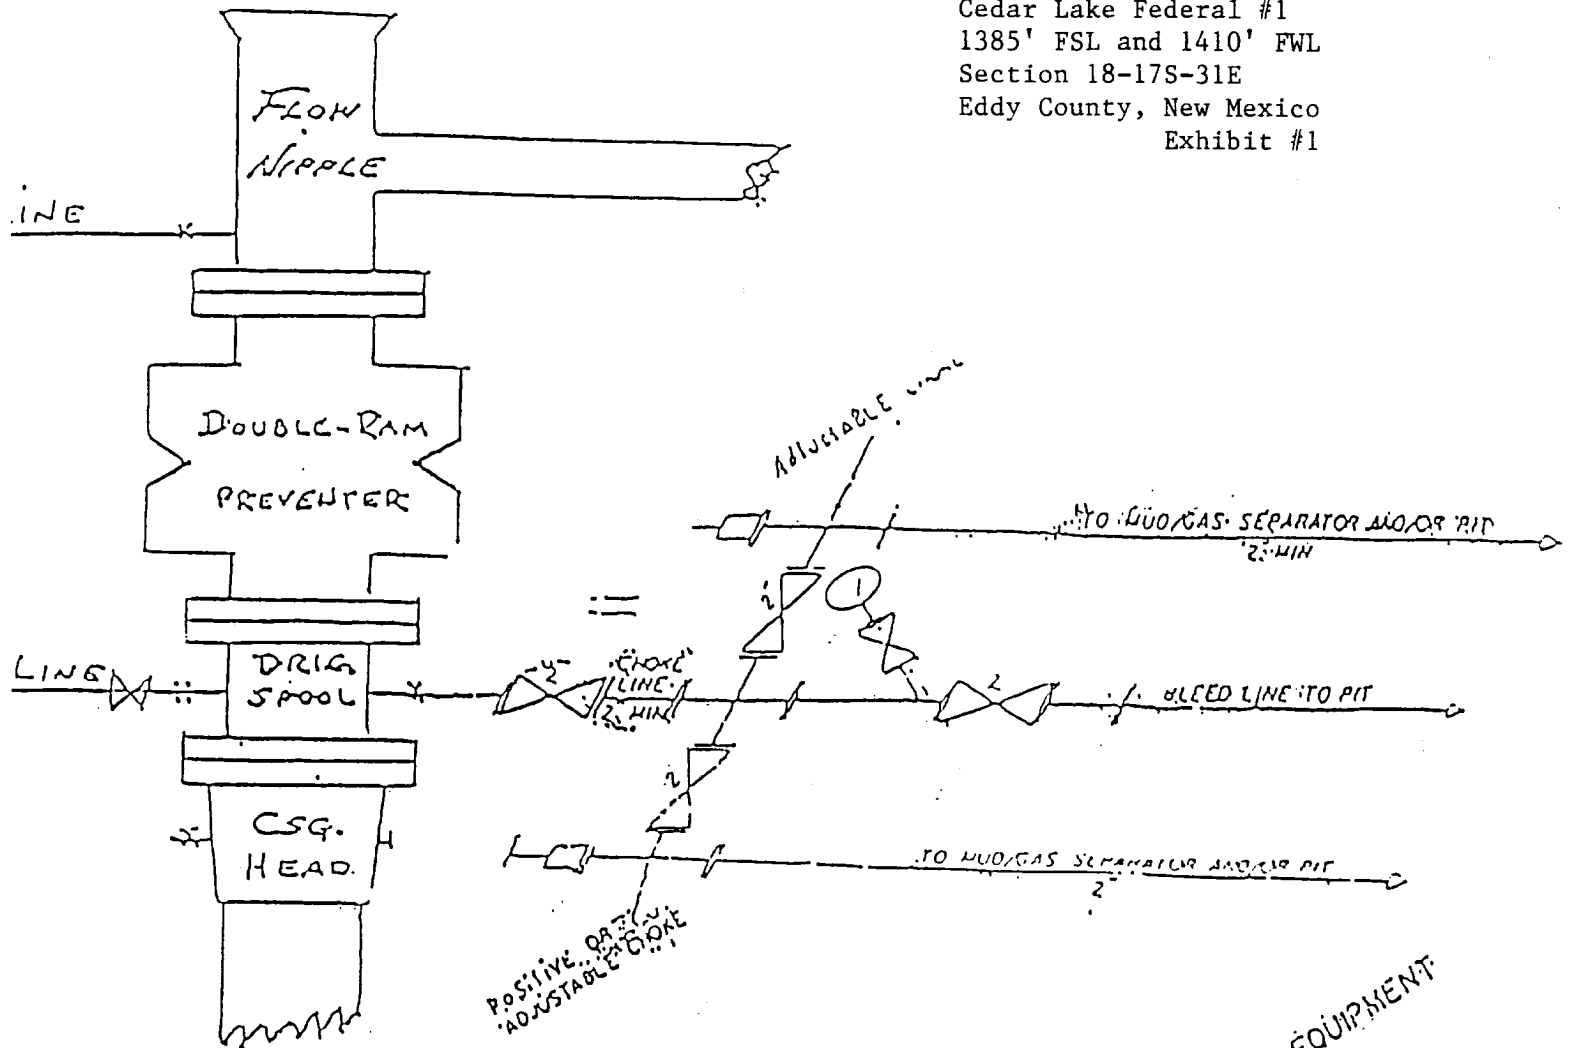 Cedar Lake Federal #1
1385' FSL and 1410' FWL
Section 18-17S-31E
Eddy County, New Mexico
Exhibit #1
FLOW
NIPPLE
LINE
DOUBLE-RAM
PREVENTER
ADJUSTABLE
TO MUD/GAS SEPARATOR AND/OR PIT
2" MIN
2"
1
LINE
DRLG
SPOOL
2"
CHOKE
LINE
2" MIN
2
BLEED LINE TO PIT
2
CSG.
HEAD.
TO MUD/GAS SEPARATOR AND/OR PIT
2"
POSITIVE OR
ADJUSTABLE CHOKE
EQUIPMENT